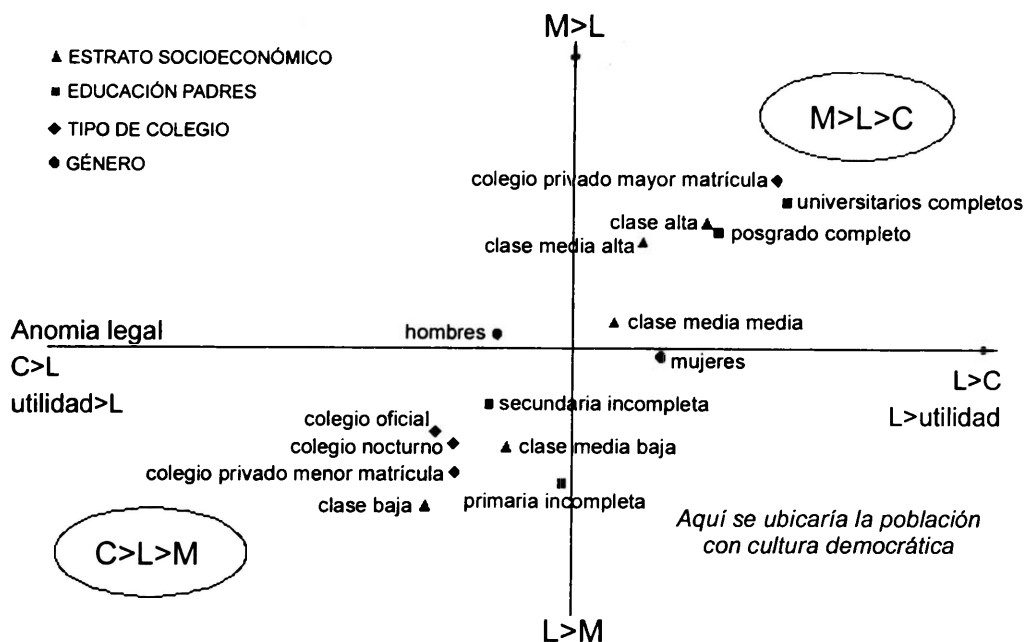 M>L
▲ ESTRATO SOCIOECONÓMICO
■ EDUCACIÓN PADRES
◆ TIPO DE COLEGIO
● GÉNERO
M>L>C
colegio privado mayor matrícula
universitarios completos
clase alta
posgrado completo
clase media alta
clase media media
Anomia legal
hombres
mujeres
C>L
L>C
utilidad>L
L>utilidad
secundaria incompleta
colegio oficial
colegio nocturno
clase media baja
colegio privado menor matrícula
primaria incompleta
clase baja
Aquí se ubicaría la población
con cultura democrática
C>L>M
L>M